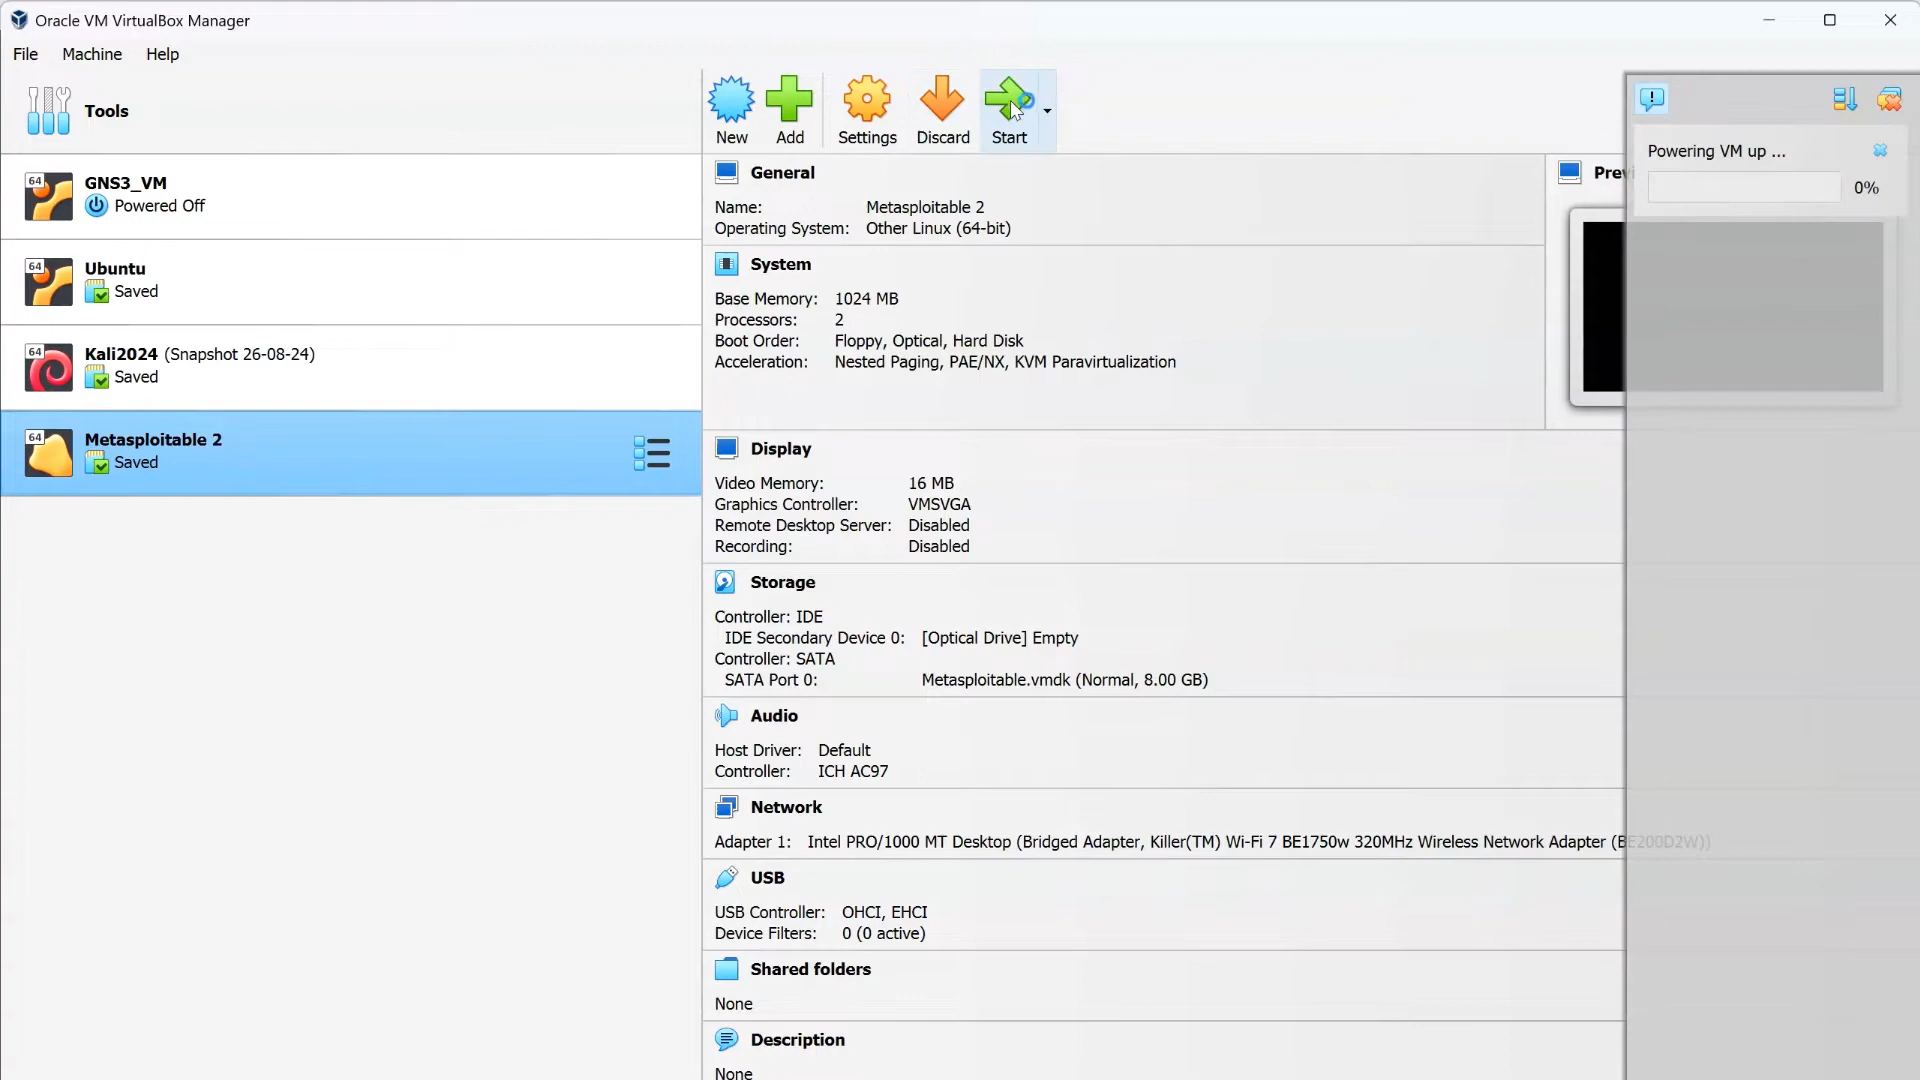 Oracle VM VirtualBox Manager
File Machine Help
Tools
New Add Settings Discard Start
64 GNS3_VM
Powered Off
64 Ubuntu
Saved
64 Kali2024 (Snapshot 26-08-24)
Saved
64 Metasploitable 2
Saved
General
Name: Metasploitable 2
Operating System: Other Linux (64-bit)
System
Base Memory: 1024 MB
Processors: 2
Boot Order: Floppy, Optical, Hard Disk
Acceleration: Nested Paging, PAE/NX, KVM Paravirtualization
Display
Video Memory: 16 MB
Graphics Controller: VMSVGA
Remote Desktop Server: Disabled
Recording: Disabled
Storage
Controller: IDE
IDE Secondary Device 0: [Optical Drive] Empty
Controller: SATA
SATA Port 0: Metasploitable.vmdk (Normal, 8.00 GB)
Audio
Host Driver: Default
Controller: ICH AC97
Network
Adapter 1: Intel PRO/1000 MT Desktop (Bridged Adapter, Killer(TM) Wi-Fi 7 BE1750w 320MHz Wireless Network Adapter (BE200D2W))
USB
USB Controller: OHCI, EHCI
Device Filters: 0 (0 active)
Shared folders
None
Description
None
Previ
Powering VM up ...
0%